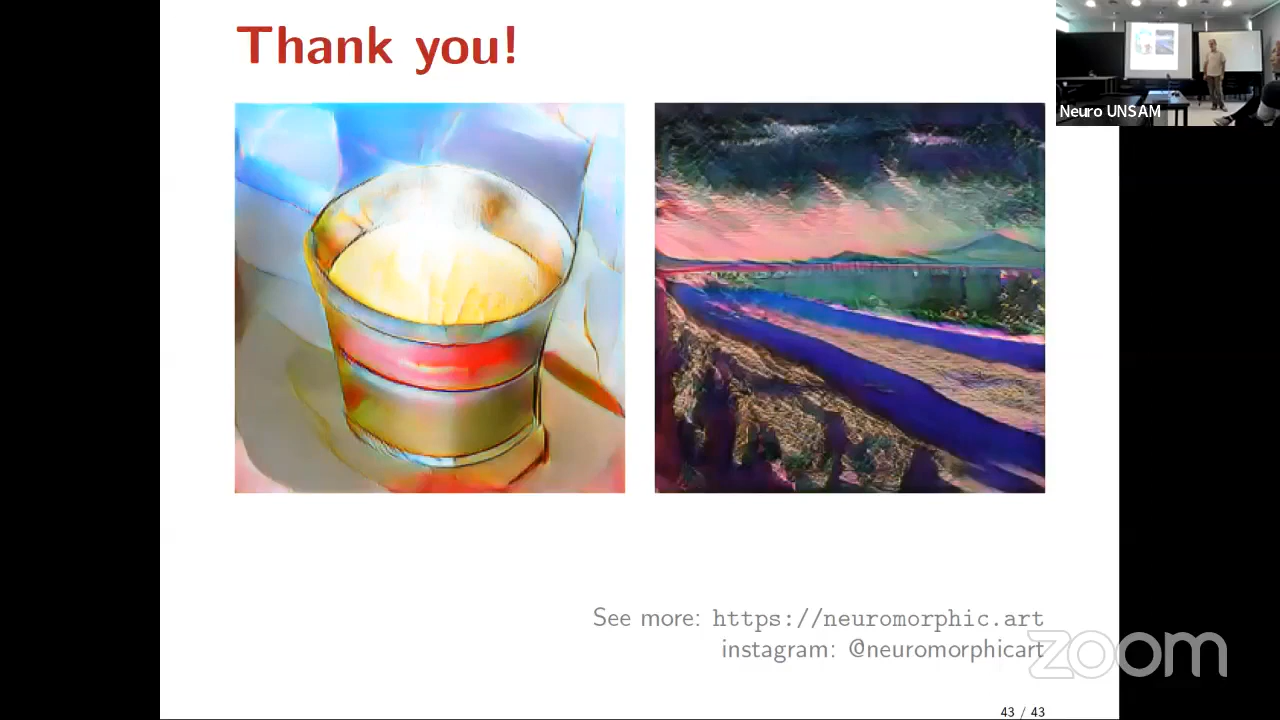 Thank you!
Neuro UNSAM
See more: https://neuromorphic.art
instagram: @neuromorphicart
zoom
43 / 43